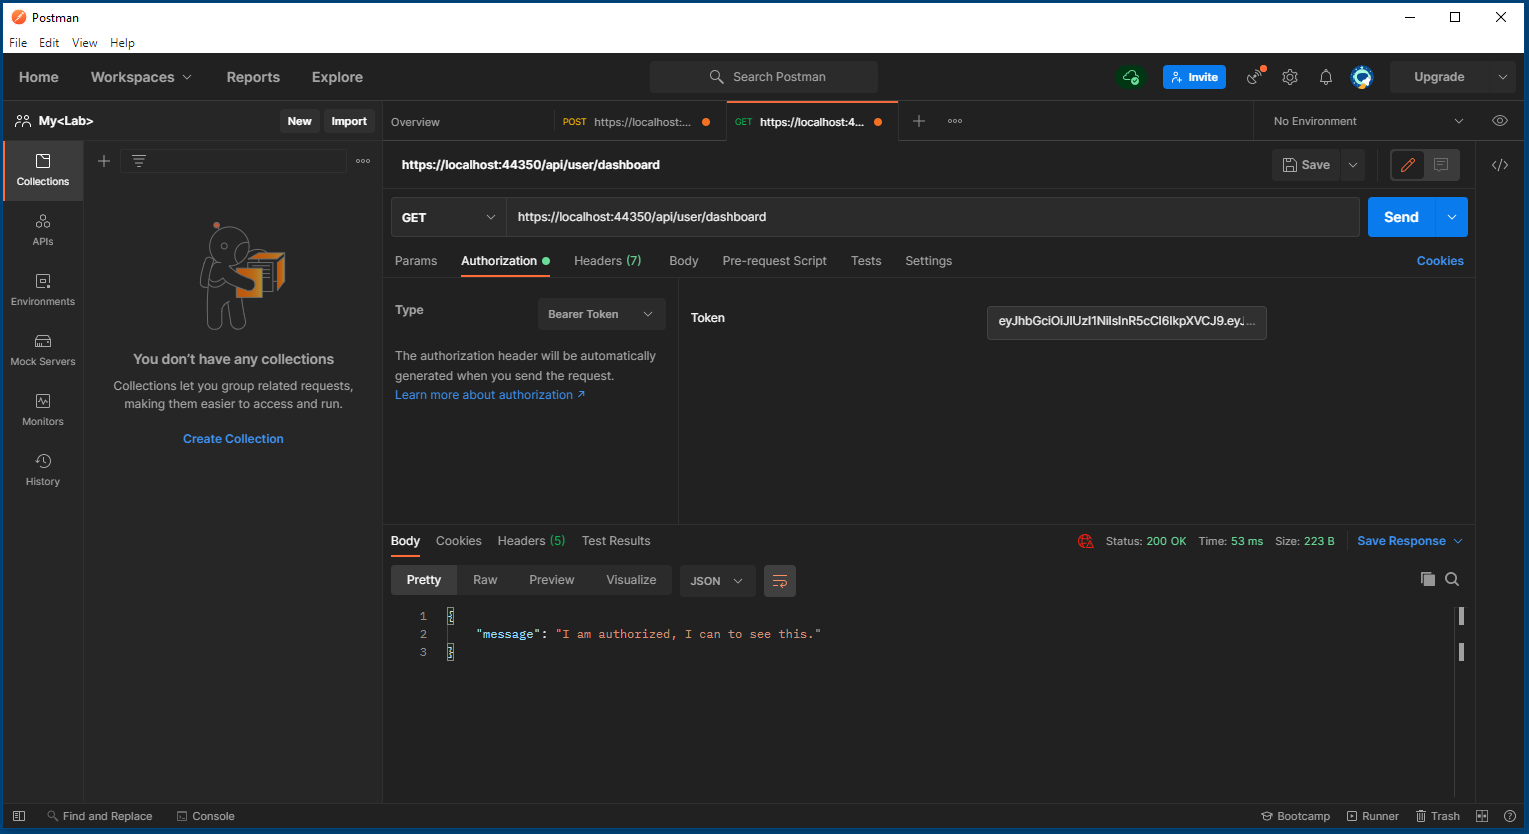 Postman
File Edit View Help
Home Workspaces Reports Explore Search Postman Invite Upgrade
My<Lab> New Import
Overview POST https://localhost:... GET https://localhost:4... No Environment
Collections
APIs
Environments
Mock Servers
Monitors
History
You don't have any collections
Collections let you group related requests,
making them easier to access and run.
Create Collection
https://localhost:44350/api/user/dashboard Save
GET https://localhost:44350/api/user/dashboard Send
Params Authorization Headers (7) Body Pre-request Script Tests Settings Cookies
Type Bearer Token
The authorization header will be automatically
generated when you send the request.
Learn more about authorization ↗
Token eyJhbGciOiJIUzI1NiIsInR5cCI6IkpXVCJ9.eyJ...
Body Cookies Headers (5) Test Results Status: 200 OK Time: 53 ms Size: 223 B Save Response
Pretty Raw Preview Visualize JSON
1 {
2 "message": "I am authorized, I can to see this."
3 }
Find and Replace Console Bootcamp Runner Trash